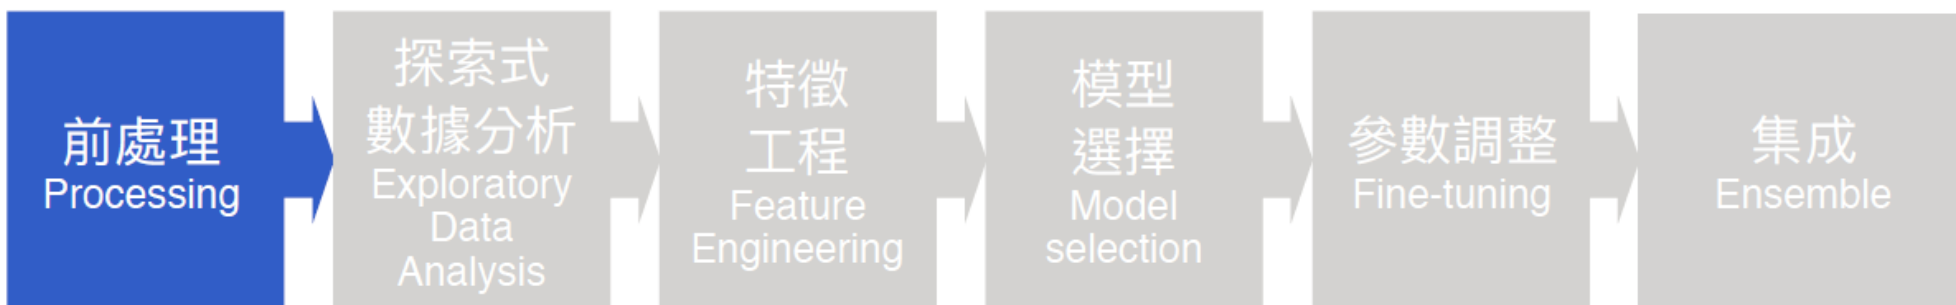 前處理
Processing
探索式
數據分析
Exploratory
Data
Analysis
特徵
工程
Feature
Engineering
模型
選擇
Model
selection
參數調整
Fine-tuning
集成
Ensemble